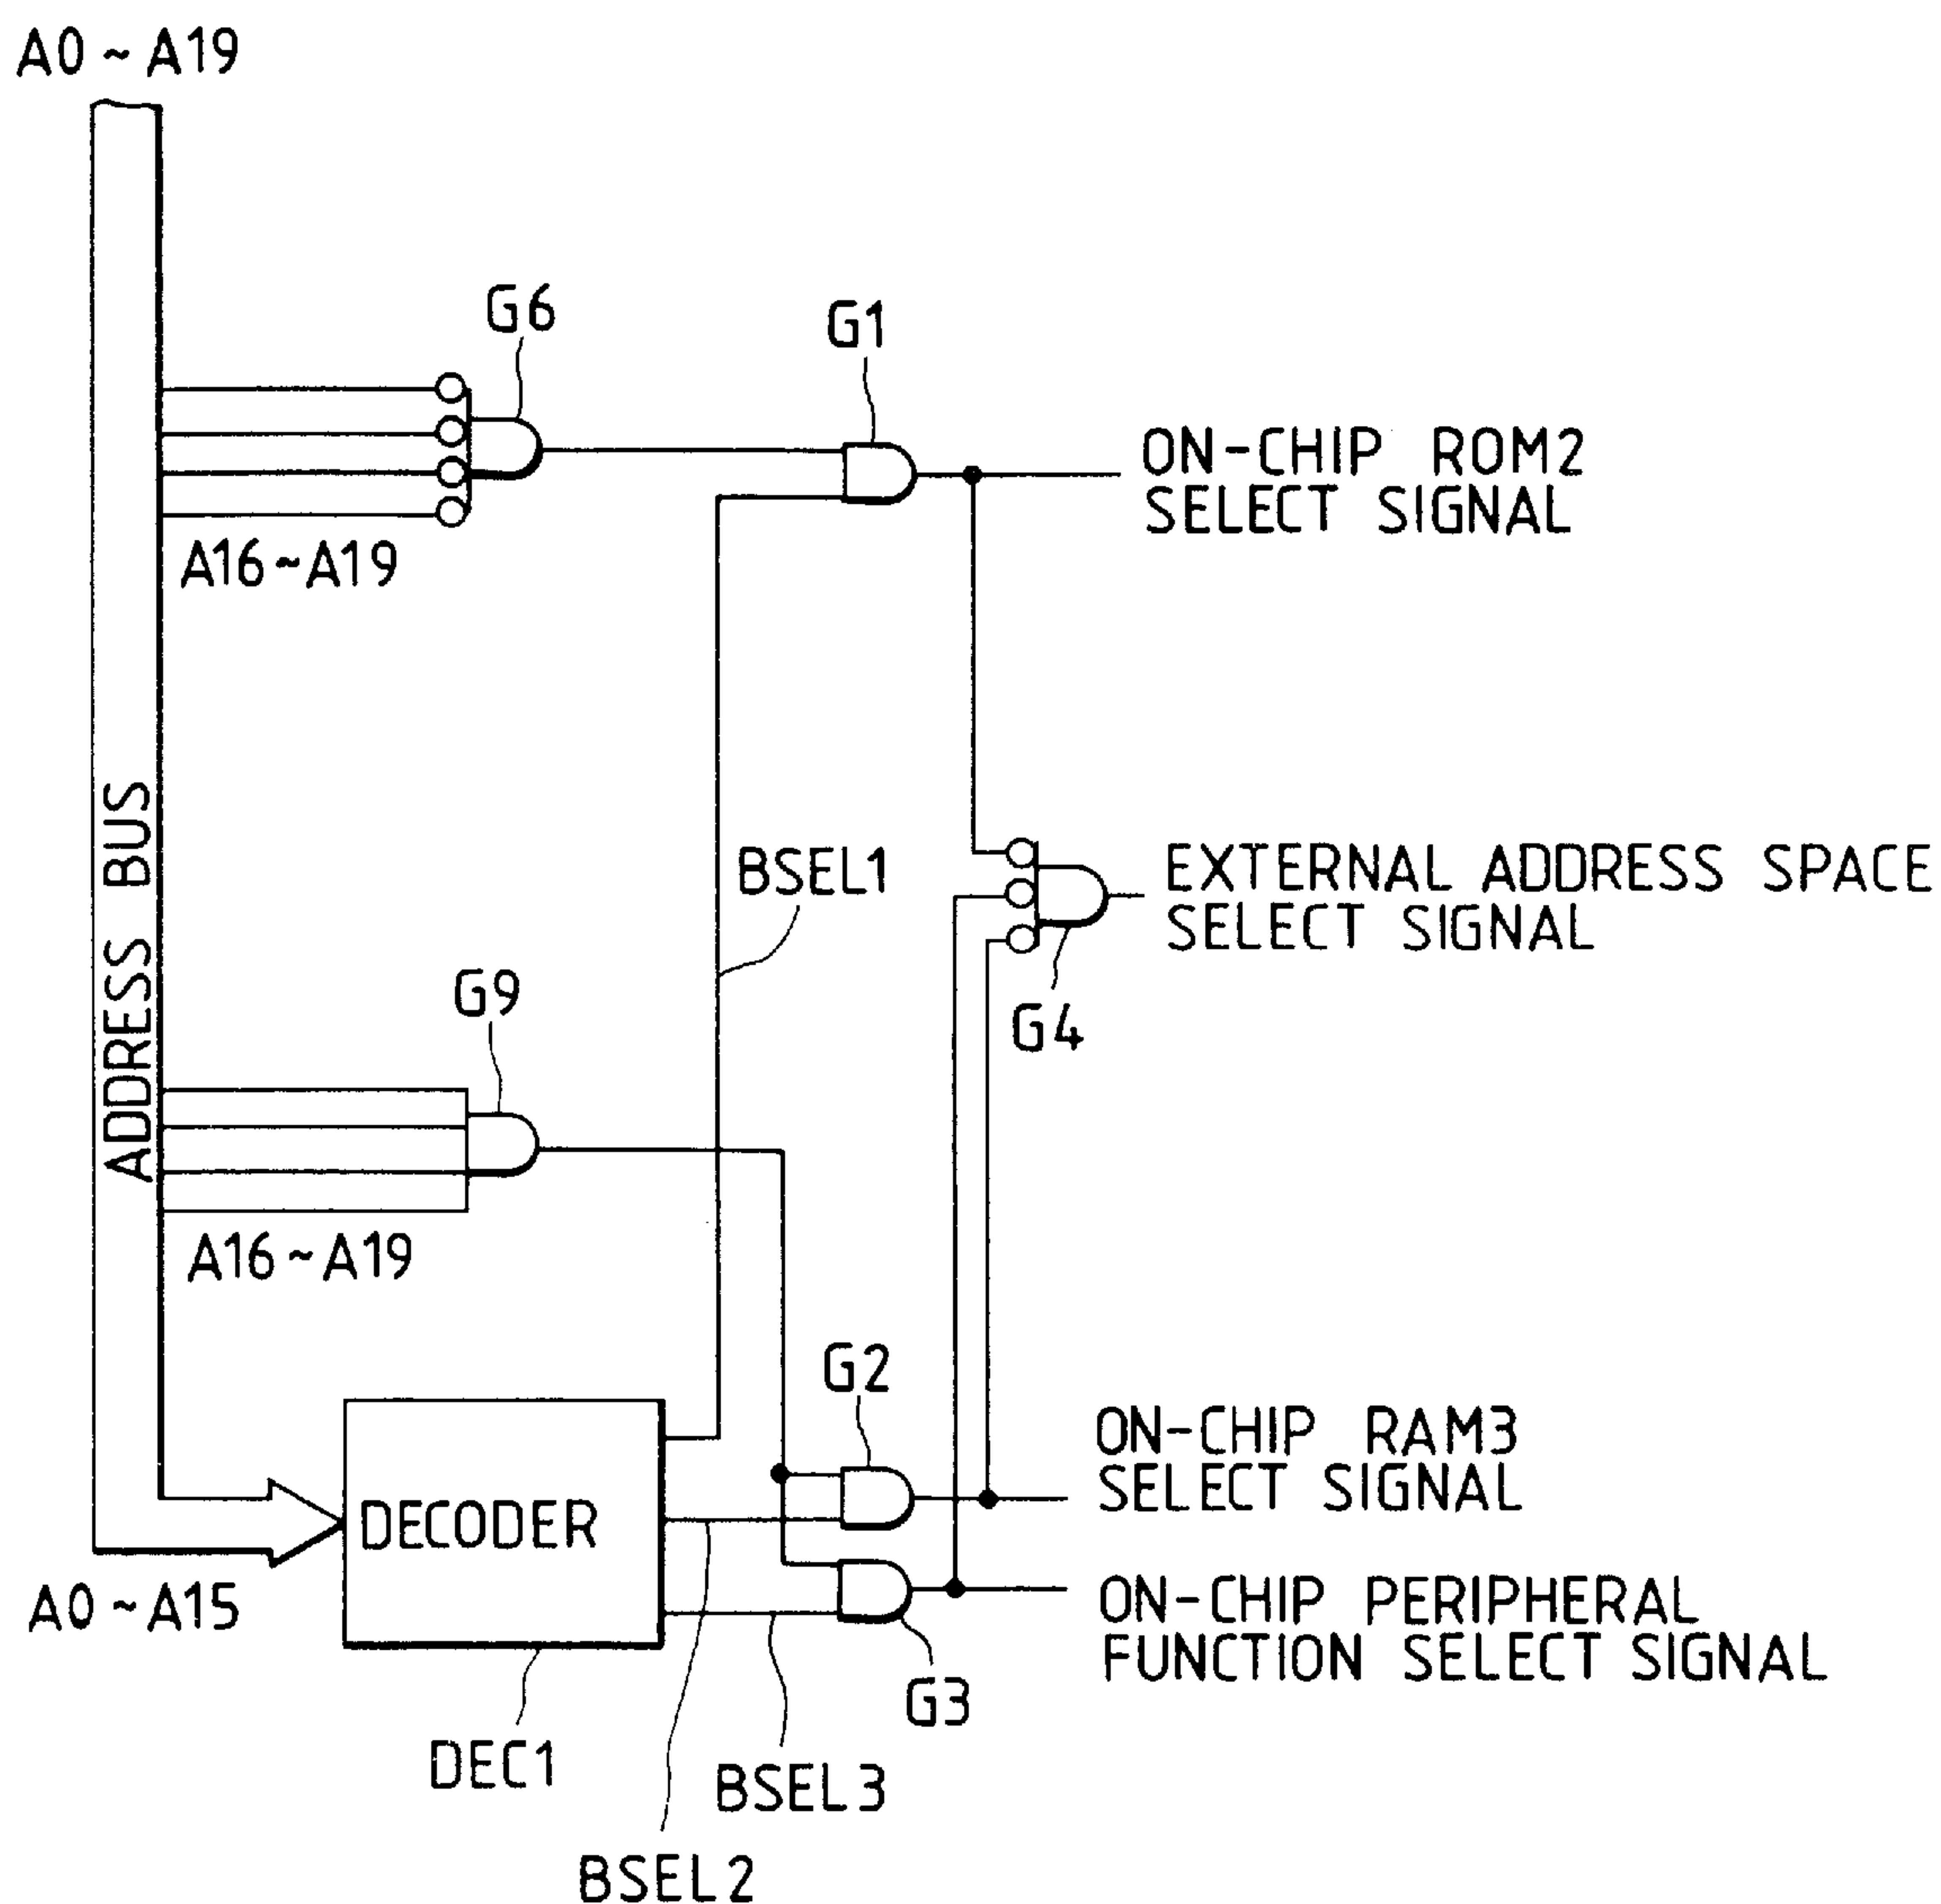 A0~A19
G6
G1
ON-CHIP ROM2
SELECT SIGNAL
A16~A19
ADDRESS BUS
BSEL1
EXTERNAL ADDRESS SPACE
SELECT SIGNAL
G9
G4
A16~A19
G2
ON-CHIP RAM3
SELECT SIGNAL
DECODER
A0~A15
ON-CHIP PERIPHERAL
FUNCTION SELECT SIGNAL
G3
DEC1
BSEL3
BSEL2